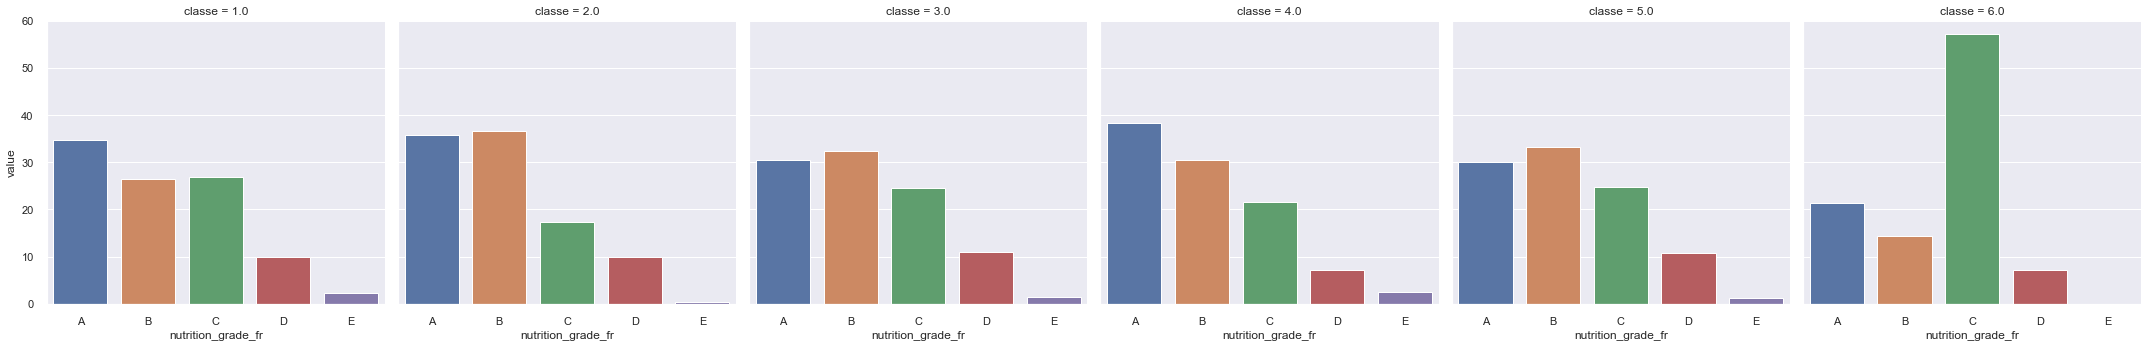 classe = 1.0
classe = 2.0
classe = 3.0
classe = 4.0
classe = 5.0
classe = 6.0
60
50
40
30
20
10
0
value
A B C D E
A B C D E
A B C D E
A B C D E
A B C D E
A B C D E
nutrition_grade_fr
nutrition_grade_fr
nutrition_grade_fr
nutrition_grade_fr
nutrition_grade_fr
nutrition_grade_fr